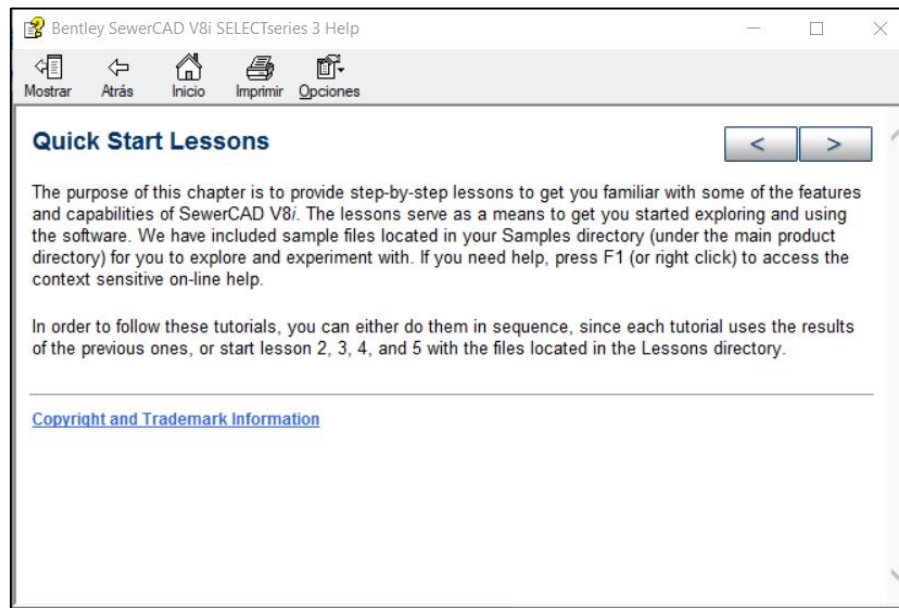 Bentley SewerCAD V8i SELECTseries 3 Help
Mostrar Atrás Inicio Imprimir Opciones
Quick Start Lessons
< >
The purpose of this chapter is to provide step-by-step lessons to get you familiar with some of the features
and capabilities of SewerCAD V8i. The lessons serve as a means to get you started exploring and using
the software. We have included sample files located in your Samples directory (under the main product
directory) for you to explore and experiment with. If you need help, press F1 (or right click) to access the
context sensitive on-line help.
In order to follow these tutorials, you can either do them in sequence, since each tutorial uses the results
of the previous ones, or start lesson 2, 3, 4, and 5 with the files located in the Lessons directory.
Copyright and Trademark Information